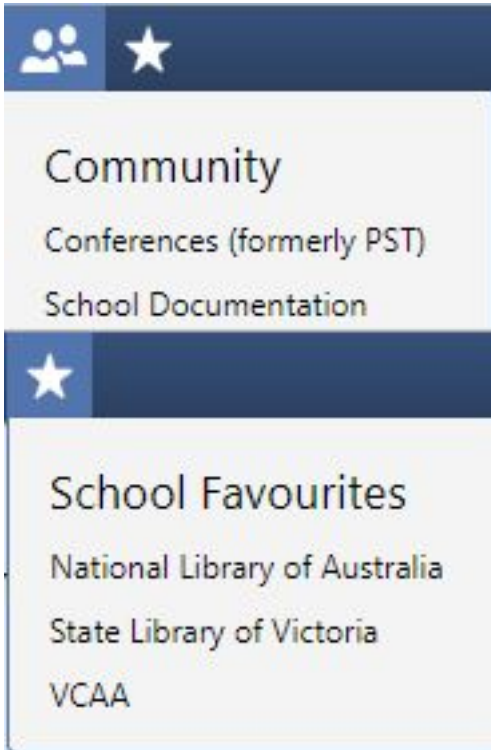 Community
Conferences (formerly PST)
School Documentation
School Favourites
National Library of Australia
State Library of Victoria
VCAA